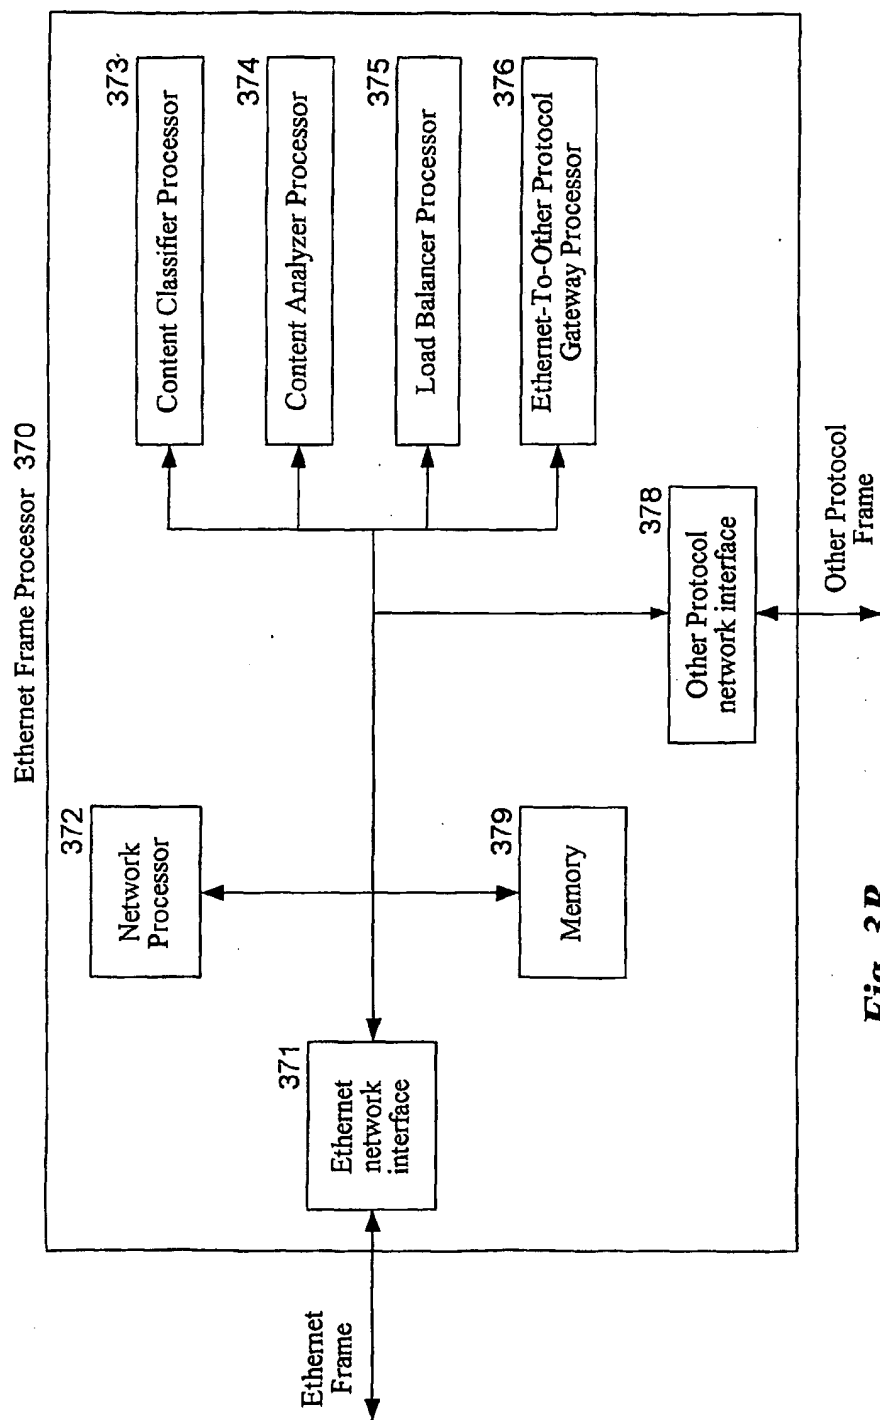 Ethernet Frame Processor 370
Ethernet
Frame
371
Ethernet
network
interface
372
Network
Processor
379
Memory
373
Content Classifier Processor
374
Content Analyzer Processor
375
Load Balancer Processor
376
Ethernet-To-Other Protocol
Gateway Processor
378
Other Protocol
network interface
Other Protocol
Frame